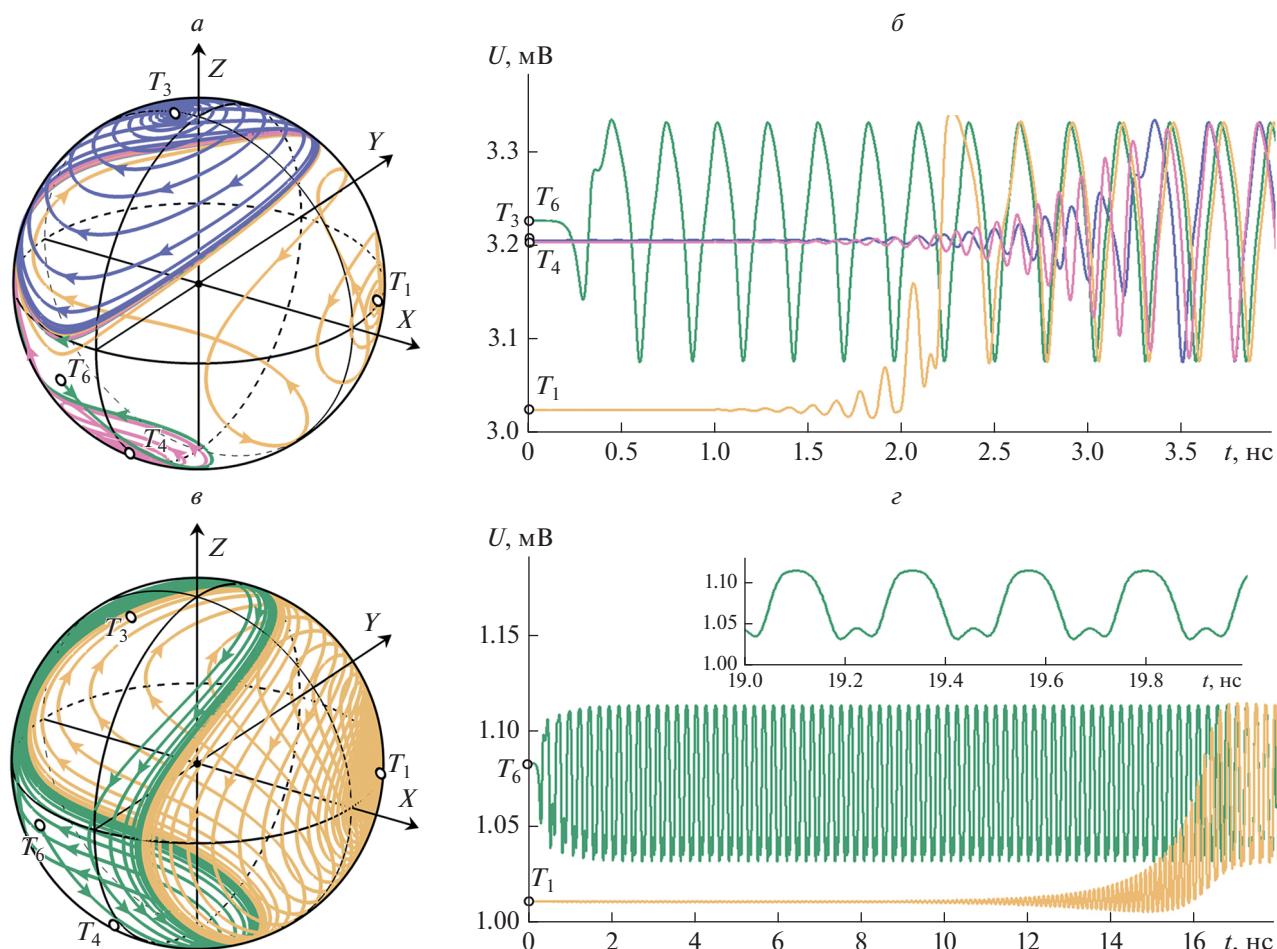 а
Z
T3
Y
T1
X
T6
T4
б
U, мВ
3.3
T6
T3
3.2
T4
3.1
T1
3.0
0 0.5 1.0 1.5 2.0 2.5 3.0 3.5 t, нс
в
Z
T3
Y
T1
X
T6
T4
г
U, мВ
1.15
1.10
T6
1.05
T1
1.00
0 2 4 6 8 10 12 14 16 t, нс
1.10
1.05
1.00
19.0 19.2 19.4 19.6 19.8 t, нс